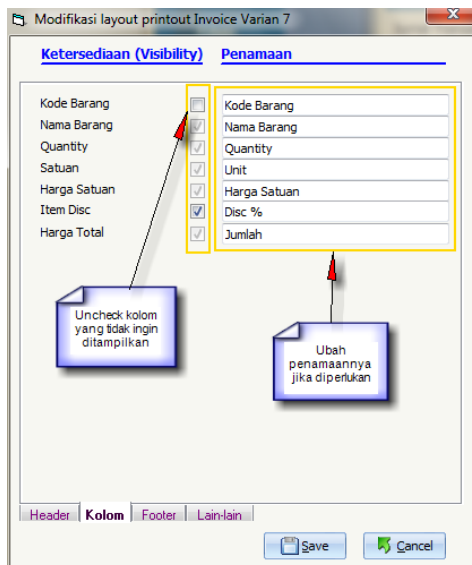 Modifikasi layout printout Invoice Varian 7
Ketersediaan (Visibility) Penamaan
Kode Barang Kode Barang
Nama Barang Nama Barang
Quantity Quantity
Satuan Unit
Harga Satuan Harga Satuan
Item Disc Disc %
Harga Total Jumlah
Uncheck kolom
yang tidak ingin
ditampilkan
Ubah
penamaannya
jika diperlukan
Header Kolom Footer Lain-lain
Save Cancel